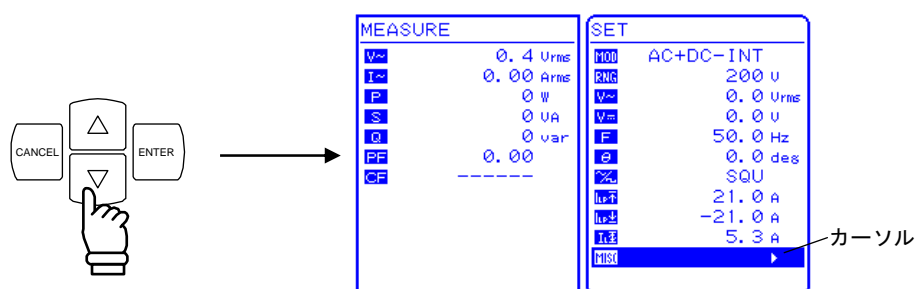 CANCEL
ENTER
MEASURE
V~ 0.4 Vrms
I~ 0.00 Arms
P 0 W
S 0 VA
Q 0 var
PF 0.00
CF ------
SET
MOD AC+DC-INT
RNG 200 V
V~ 0.0 Vrms
V⎓ 0.0 V
F 50.0 Hz
θ 0.0 deg
SQU
21.0 A
-21.0 A
5.3 A
MISC
カーソル